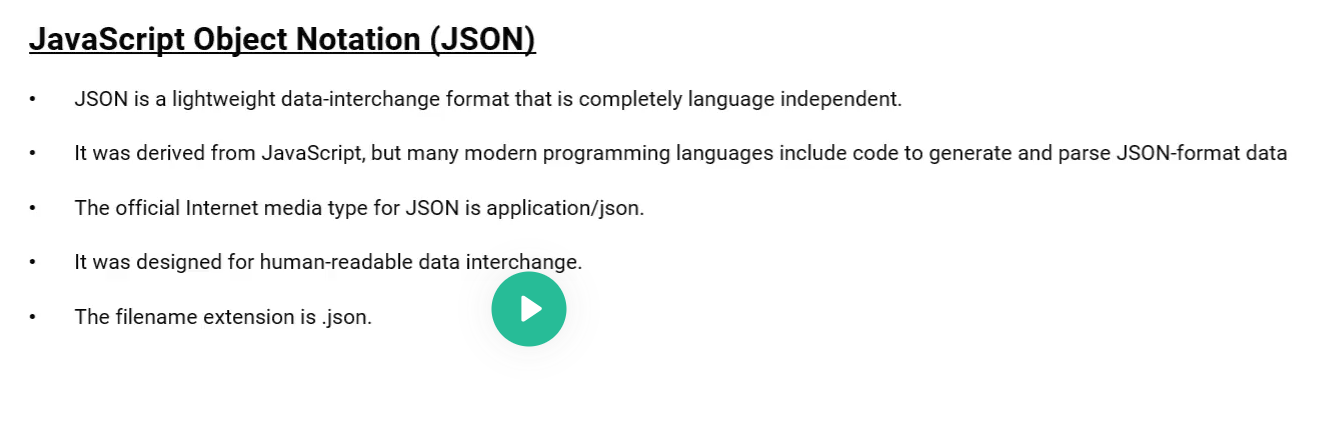 JavaScript Object Notation (JSON)
• JSON is a lightweight data-interchange format that is completely language independent.
• It was derived from JavaScript, but many modern programming languages include code to generate and parse JSON-format data
• The official Internet media type for JSON is application/json.
• It was designed for human-readable data interchange.
• The filename extension is .json.